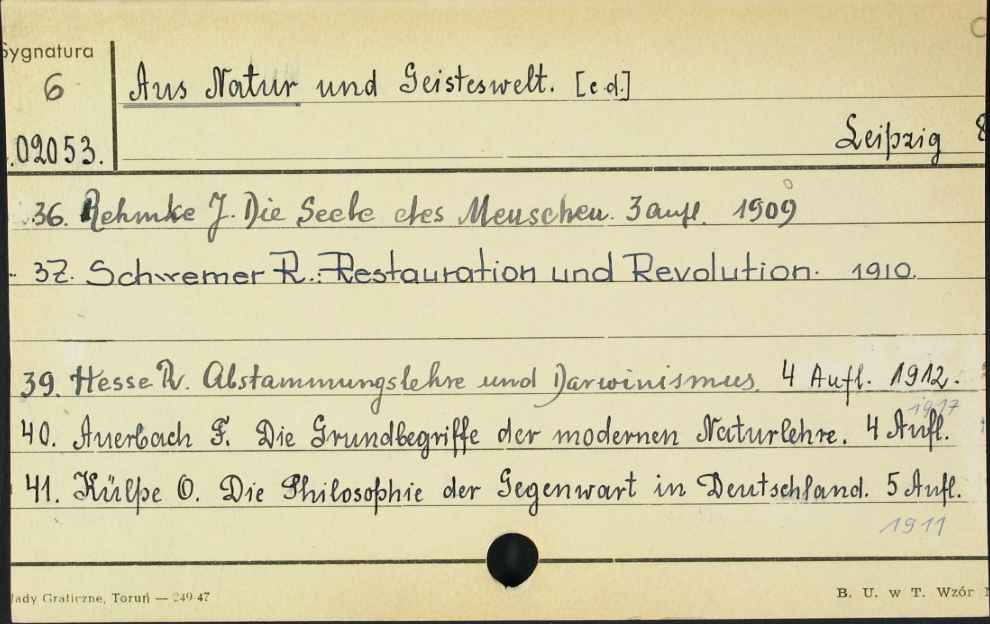 Sygnatura
6
02053.
Aus Natur und Geisteswelt. [c.d.]
Leipzig 8
36. Rehmke J. Die Seele des Menschen. 3 aufl. 1909
37. Schwemer R.: Restauration und Revolution. 1910.
39. Hesse R. Abstammungslehre und Darwinismus. 4 Aufl. 1912.
40. Auerbach F. Die Grundbegriffe der modernen Naturlehre. 4 Aufl.
1917
41. Külpe O. Die Philosophie der Gegenwart in Deutschland. 5 Aufl.
1911
Graficzne, Toruń — 249-47
B. U. w T. Wzór